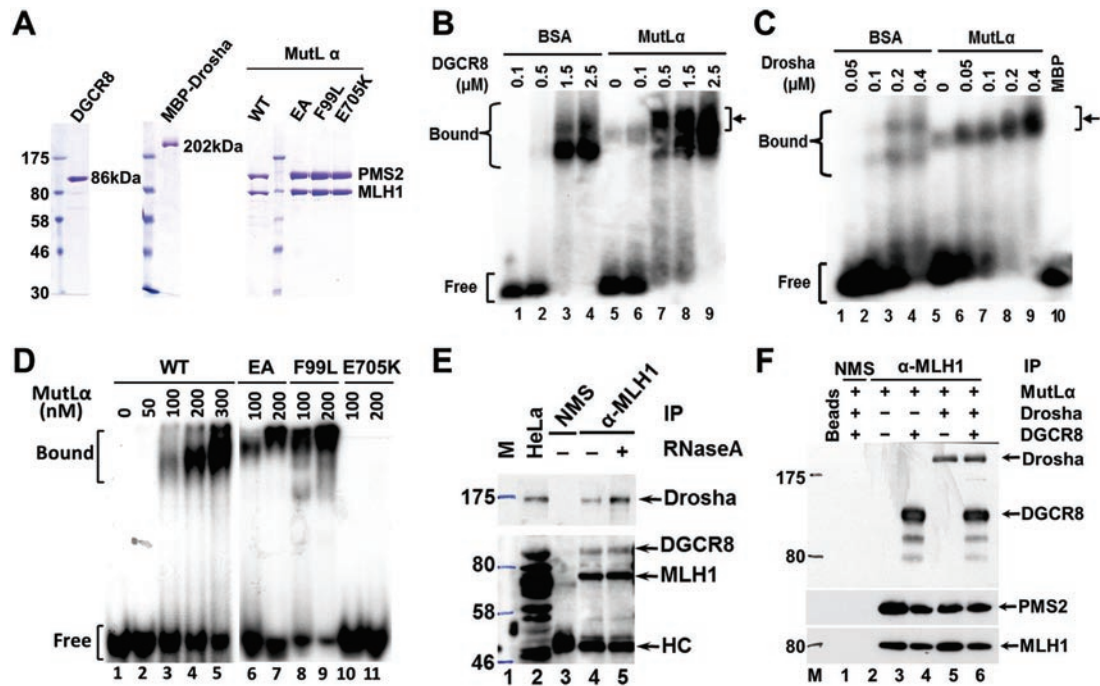 A
DGCR8
MBP-Drosha
MutL α
WT
EA
F99L
E705K
175
80
58
46
30
86kDa
202kDa
PMS2
MLH1
B
BSA MutLα
DGCR8 (μM)
0.1 0.5 1.5 2.5 0 0.1 0.5 1.5 2.5
Bound
Free
1 2 3 4 5 6 7 8 9
C
BSA MutLα
Drosha (μM)
0.05 0.1 0.2 0.4 0 0.05 0.1 0.2 0.4 MBP
Bound
Free
1 2 3 4 5 6 7 8 9 10
D
WT EA F99L E705K
MutLα (nM)
0 50 100 200 300 100 200 100 200 100 200
Bound
Free
1 2 3 4 5 6 7 8 9 10 11
E
M HeLa NMS α-MLH1 IP
– – + RNaseA
175 Drosha
DGCR8
80 MLH1
58
HC
46
1 2 3 4 5
F
NMS α-MLH1 IP
Beads + + + + + MutLα
+ – – + + Drosha
+ – + – + DGCR8
Drosha
175
DGCR8
80
PMS2
80 MLH1
M 1 2 3 4 5 6